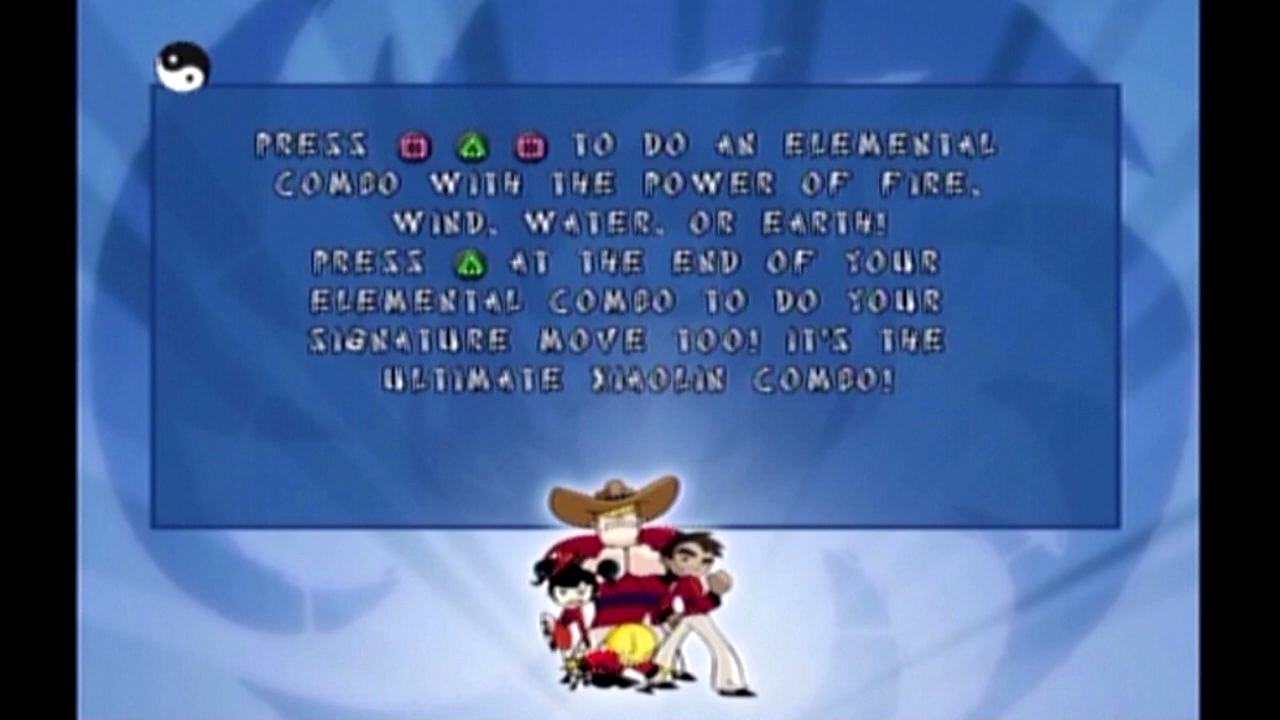 PRESS TO DO AN ELEMENTAL
COMBO WITH THE POWER OF FIRE,
WIND, WATER, OR EARTH!
PRESS AT THE END OF YOUR
ELEMENTAL COMBO TO DO YOUR
SIGNATURE MOVE TOO! IT'S THE
ULTIMATE XIAOLIN COMBO!